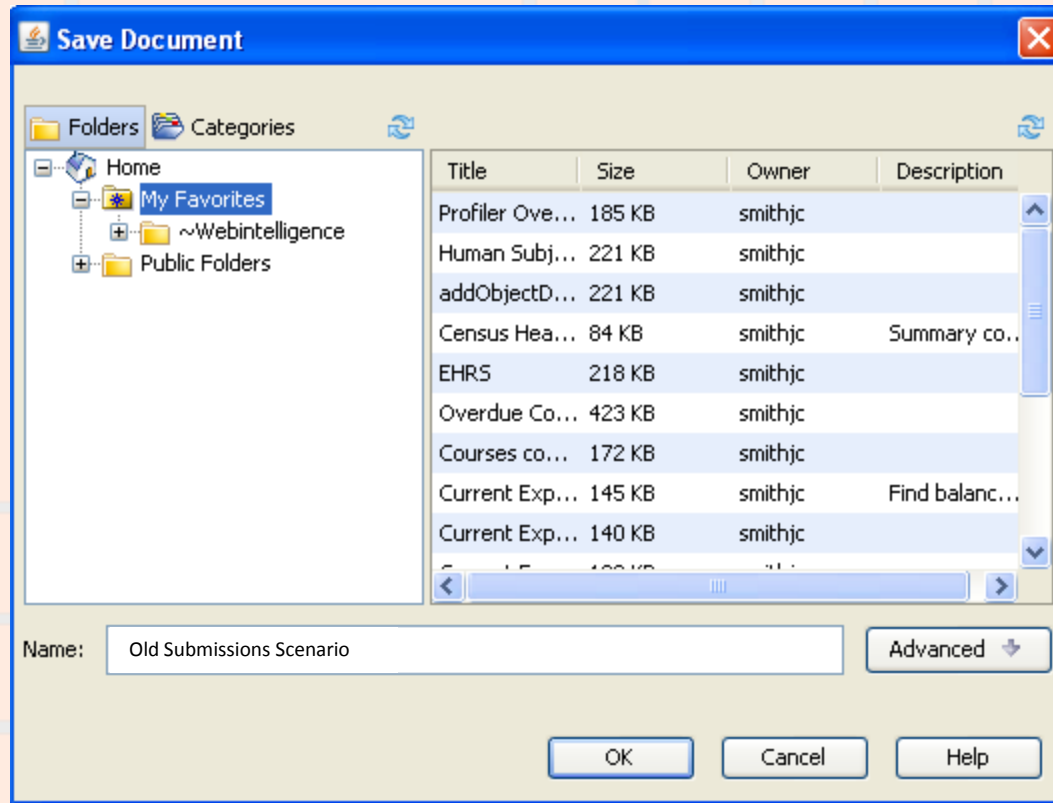 Save Document
Folders Categories
Home
My Favorites
~Webintelligence
Public Folders
Title Size Owner Description
Profiler Ove... 185 KB smithjc
Human Subj... 221 KB smithjc
addObjectD... 221 KB smithjc
Census Hea... 84 KB smithjc Summary co...
EHRS 218 KB smithjc
Overdue Co... 423 KB smithjc
Courses co... 172 KB smithjc
Current Exp... 145 KB smithjc Find balanc...
Current Exp... 140 KB smithjc
Name: Old Submissions Scenario Advanced
OK Cancel Help